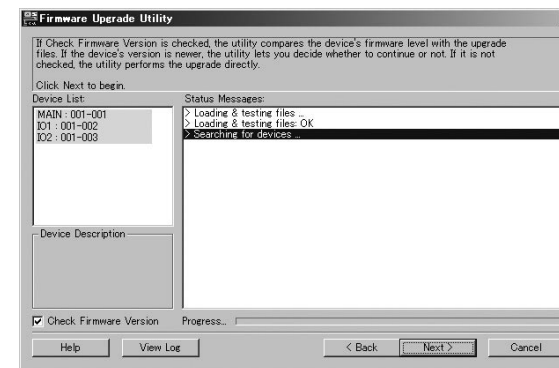 Firmware Upgrade Utility
If Check Firmware Version is checked, the utility compares the device's firmware level with the upgrade
files. If the device's version is newer, the utility lets you decide whether to continue or not. If it is not
checked, the utility performs the upgrade directly.
Click Next to begin.
Device List:
Status Messages:
MAIN : 001-001
IO1 : 001-002
IO2 : 001-003
> Loading & testing files ...
> Loading & testing files: OK
> Searching for devices ...
Device Description
Check Firmware Version
Progress...
Help
View Log
< Back
Next >
Cancel